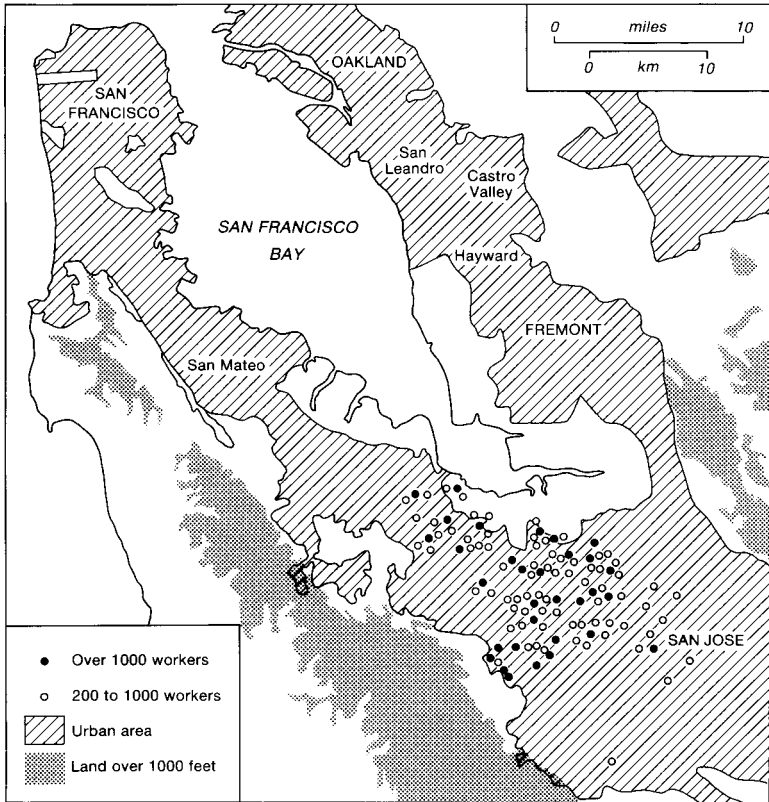 0 miles 10
0 km 10
OAKLAND
SAN
FRANCISCO
San
Leandro
Castro
Valley
SAN FRANCISCO
BAY
Hayward
FREMONT
San Mateo
SAN JOSE
Over 1000 workers
200 to 1000 workers
Urban area
Land over 1000 feet